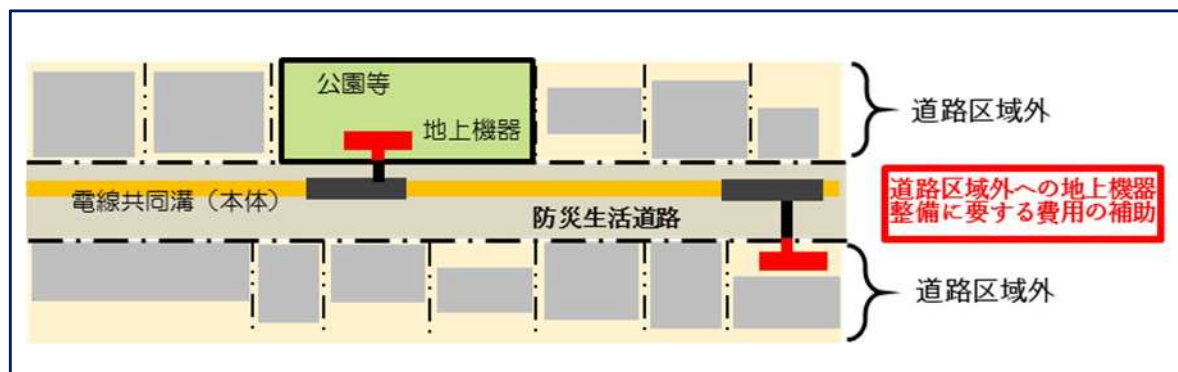 公園等
地上機器
道路区域外
電線共同溝（本体）
防災生活道路
道路区域外への地上機器
整備に要する費用の補助
道路区域外